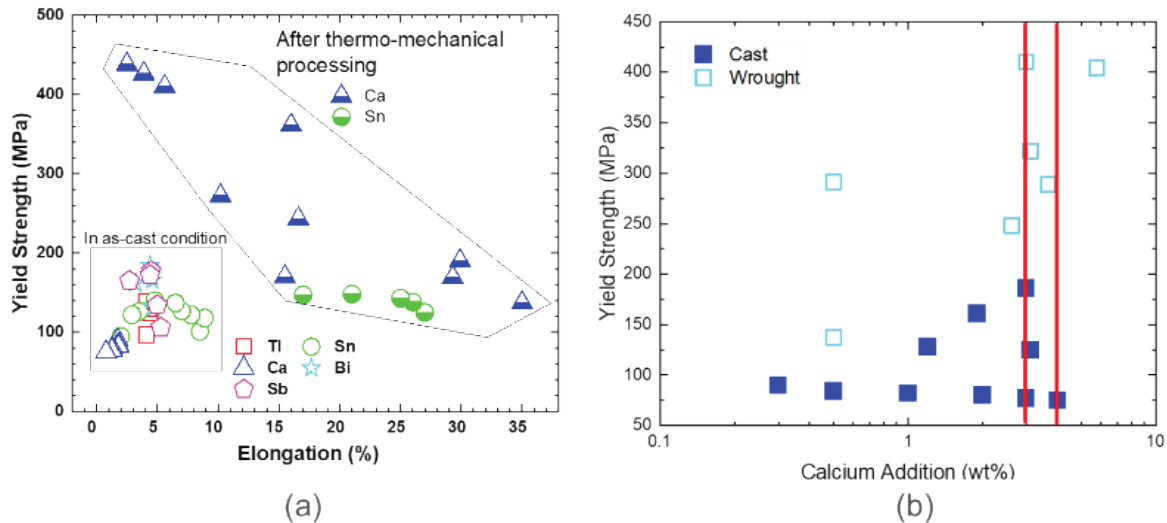 After thermo-mechanical
processing
Ca
Sn
In as-cast condition
Tl
Sn
Ca
Bi
Sb
500
400
300
200
100
0
0
5
10
15
20
25
30
35
Yield Strength (MPa)
Elongation (%)
(a)
Cast
Wrought
450
400
350
300
250
200
150
100
50
0.1
1
10
Yield Strength (MPa)
Calcium Addition (wt%)
(b)